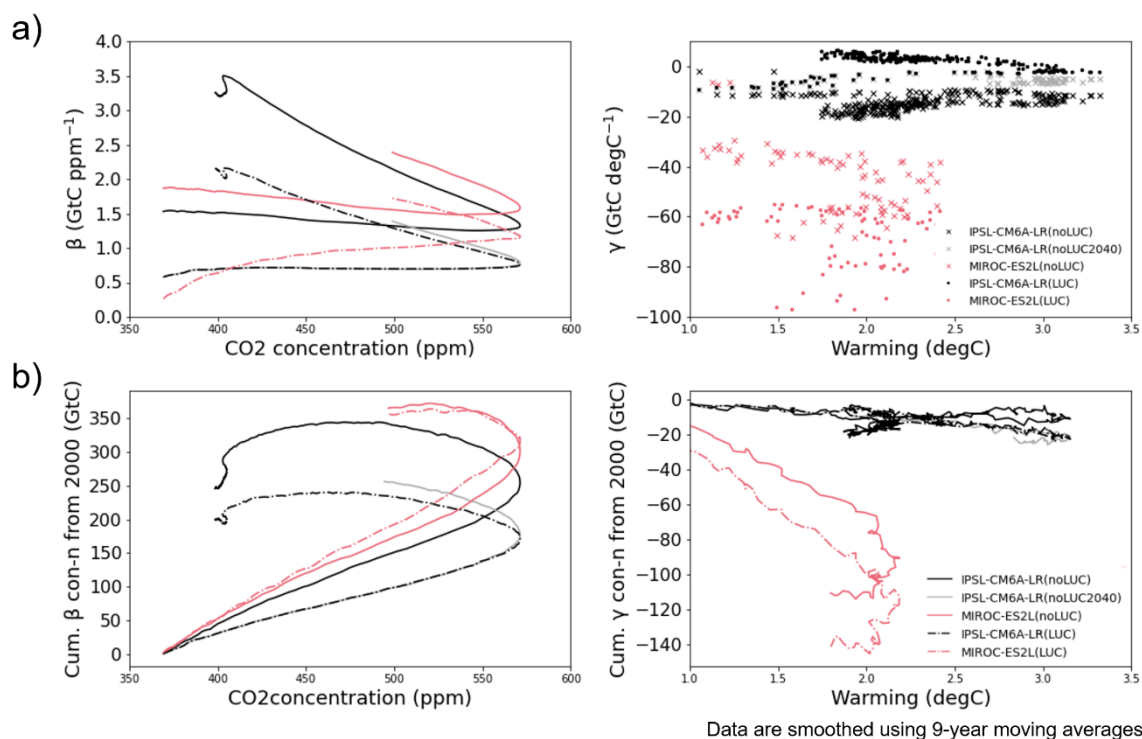 a)
4.0
3.5
3.0
2.5
2.0
1.5
1.0
0.5
0.0
β (GtC ppm⁻¹)
350 400 450 500 550 600
CO2 concentration (ppm)
0
−20
−40
−60
−80
−100
γ (GtC degC⁻¹)
IPSL-CM6A-LR(noLUC)
IPSL-CM6A-LR(noLUC2040)
MIROC-ES2L(noLUC)
IPSL-CM6A-LR(LUC)
MIROC-ES2L(LUC)
1.0 1.5 2.0 2.5 3.0 3.5
Warming (degC)
b)
350
300
250
200
150
100
50
0
Cum. β con-n from 2000 (GtC)
350 400 450 500 550 600
CO2concentration (ppm)
0
−20
−40
−60
−80
−100
−120
−140
Cum. γ con-n from 2000 (GtC)
IPSL-CM6A-LR(noLUC)
IPSL-CM6A-LR(noLUC2040)
MIROC-ES2L(noLUC)
IPSL-CM6A-LR(LUC)
MIROC-ES2L(LUC)
1.0 1.5 2.0 2.5 3.0 3.5
Warming (degC)
Data are smoothed using 9-year moving averages